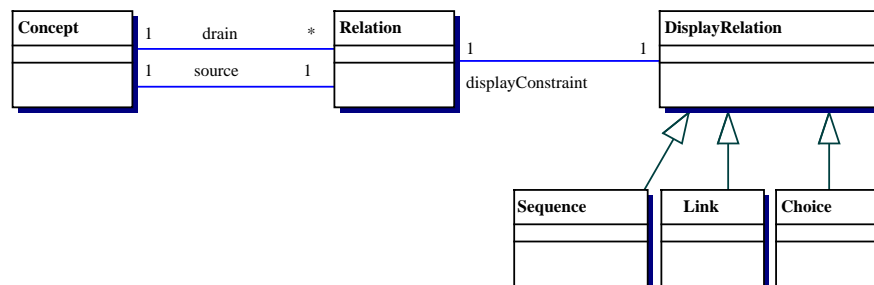 Concept
Relation
DisplayRelation
1 drain *
1 1
1 source 1
displayConstraint
Sequence
Link
Choice